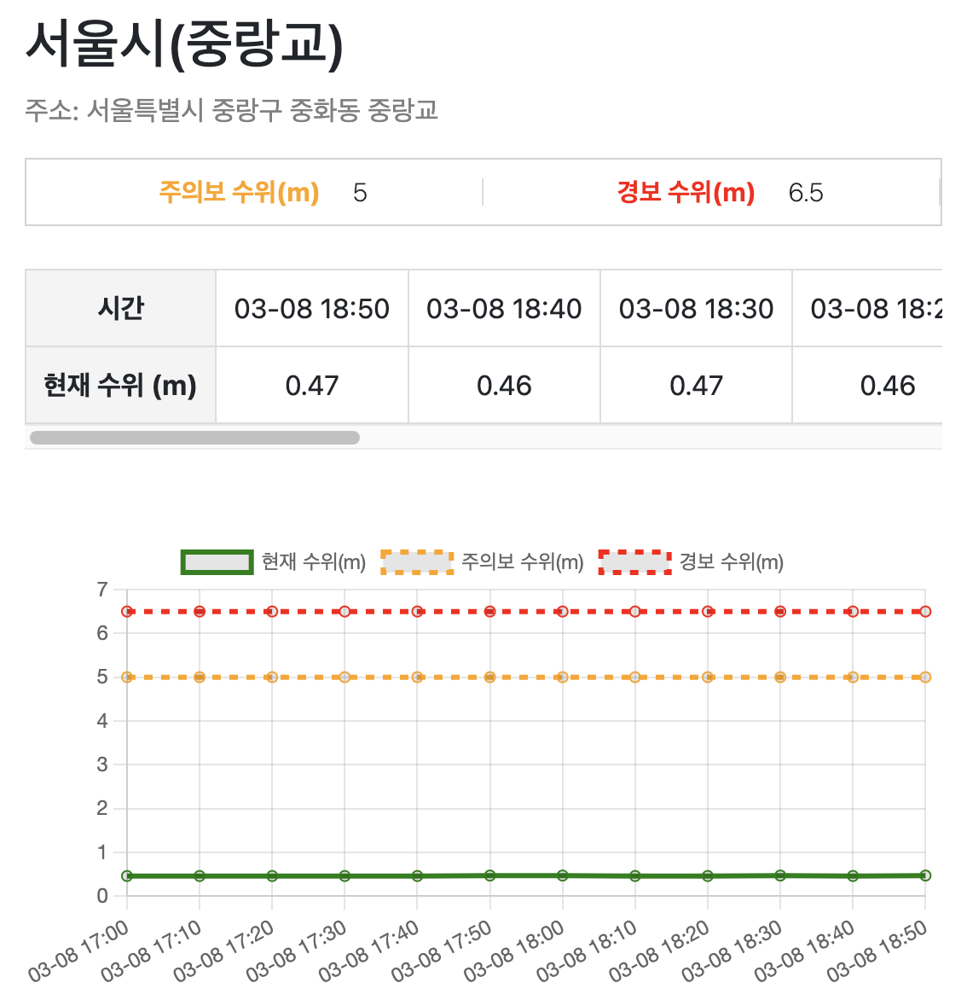 서울시(중랑교)
주소: 서울특별시 중랑구 중화동 중랑교
주의보 수위(m) 5 경보 수위(m) 6.5
시간 03-08 18:50 03-08 18:40 03-08 18:30 03-08 18:2
현재 수위 (m) 0.47 0.46 0.47 0.46
현재 수위(m) 주의보 수위(m) 경보 수위(m)
7
6
5
4
3
2
1
0
03-08 17:00 03-08 17:10 03-08 17:20 03-08 17:30 03-08 17:40 03-08 17:50 03-08 18:00 03-08 18:10 03-08 18:20 03-08 18:30 03-08 18:40 03-08 18:50